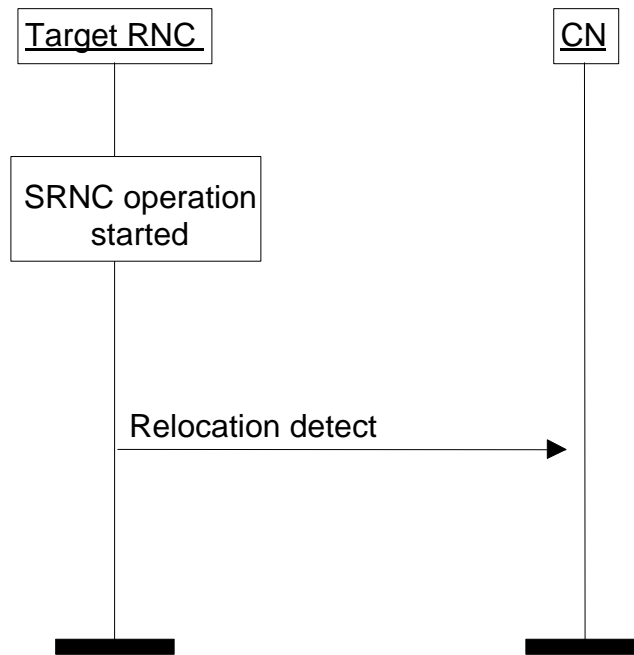 Target RNC
CN
SRNC operation
started
Relocation detect